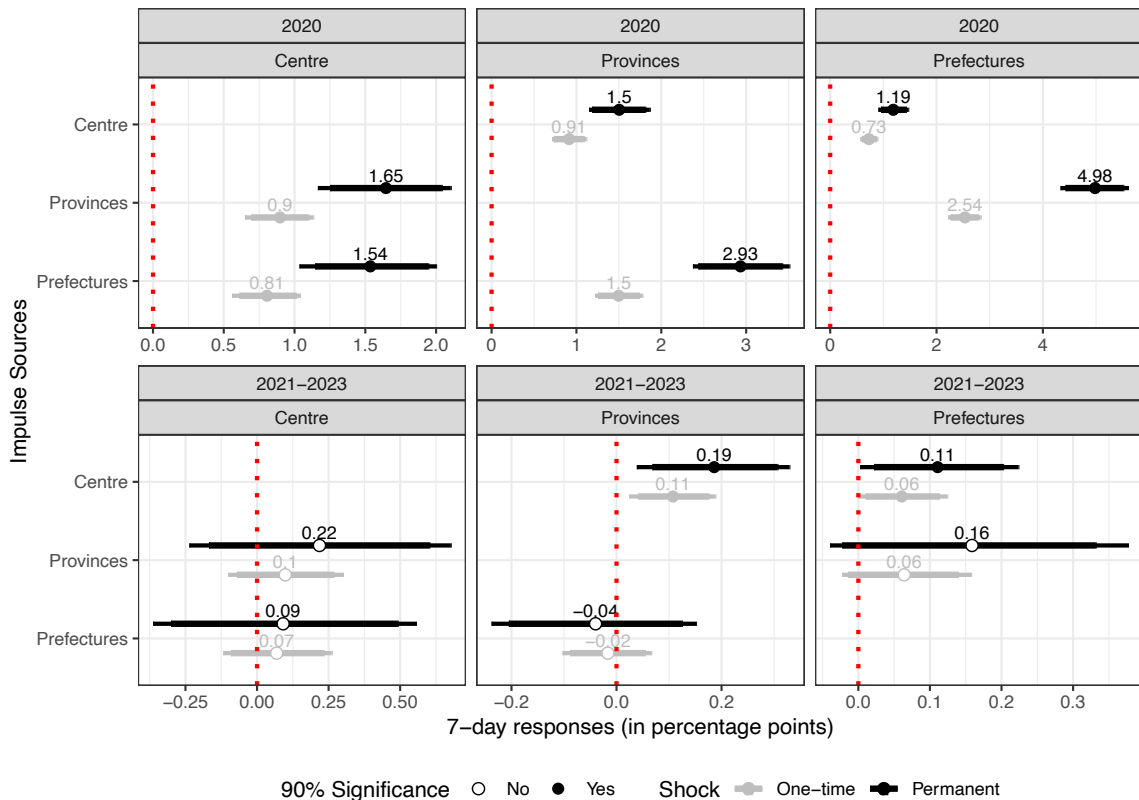 2020
2020
2020
Centre
Provinces
Prefectures
Impulse Sources
Centre
1.5
0.91
1.19
0.73
Provinces
1.65
0.9
4.98
2.54
Prefectures
1.54
0.81
2.93
1.5
0.0 0.5 1.0 1.5 2.0
0 1 2 3
0 2 4
2021−2023
2021−2023
2021−2023
Centre
Provinces
Prefectures
Centre
0.19
0.11
0.11
0.06
Provinces
0.22
0.1
0.16
0.06
Prefectures
0.09
0.07
−0.04
−0.02
−0.25 0.00 0.25 0.50
−0.2 0.0 0.2
0.0 0.1 0.2 0.3
7−day responses (in percentage points)
90% Significance No Yes Shock One−time Permanent